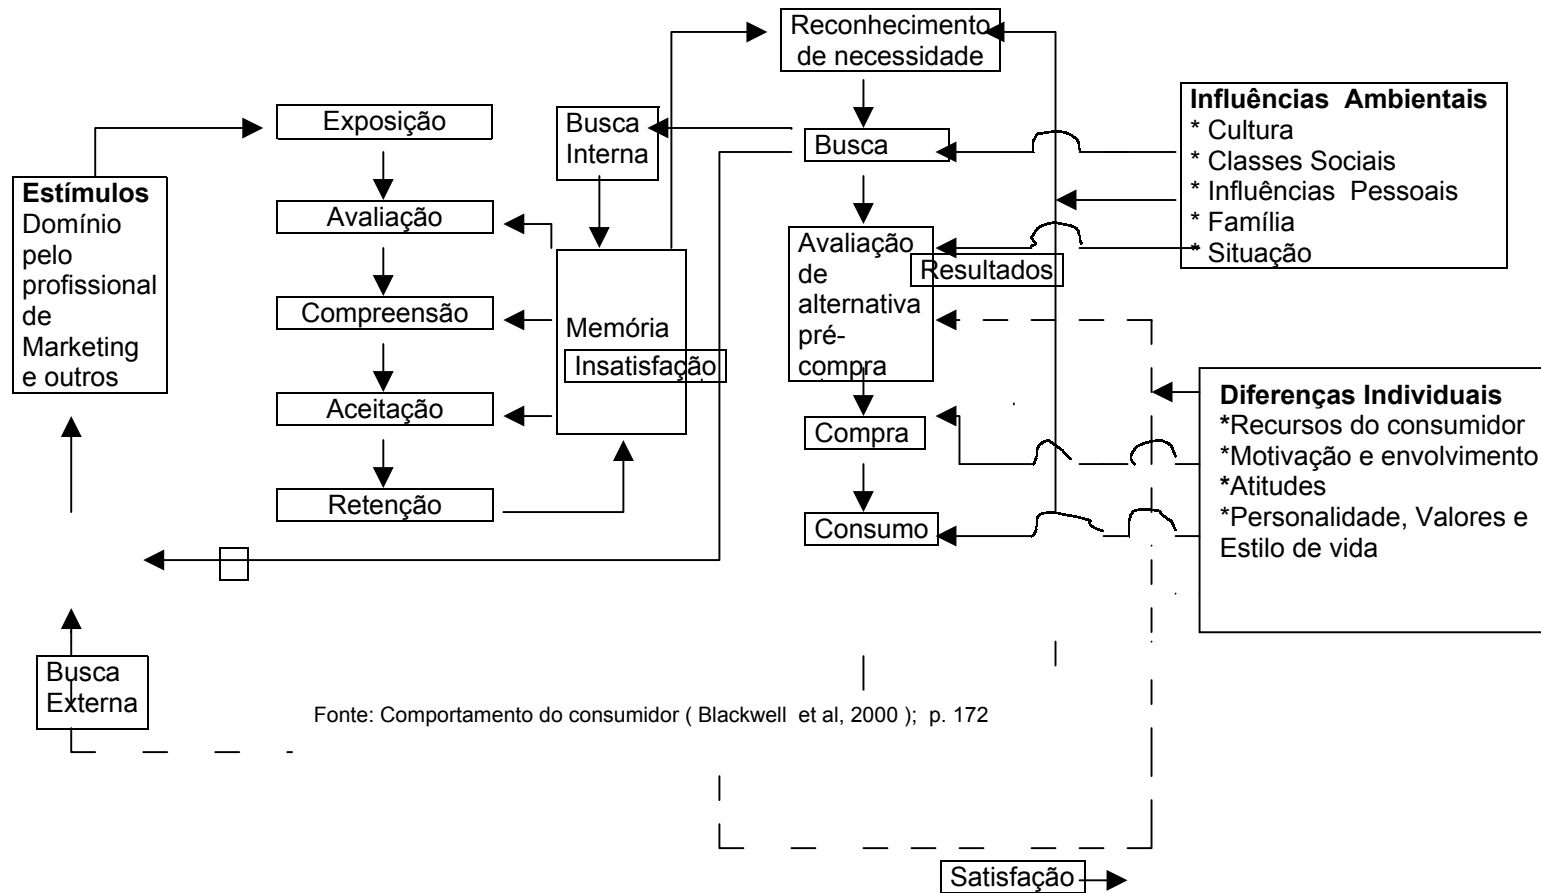 Reconhecimento
de necessidade
Influências Ambientais
* Cultura
* Classes Sociais
* Influências Pessoais
* Família
* Situação
Exposição
Busca
Interna
Busca
Estímulos
Domínio
pelo
profissional
de
Marketing
e outros
Avaliação
Avaliação
de
alternativa
pré-
compra
Resultados
Compreensão
Memória
Insatisfação
Diferenças Individuais
*Recursos do consumidor
*Motivação e envolvimento
*Atitudes
*Personalidade, Valores e
Estilo de vida
Aceitação
Compra
Retenção
Consumo
Busca
Externa
Fonte: Comportamento do consumidor ( Blackwell et al, 2000 ); p. 172
Satisfação